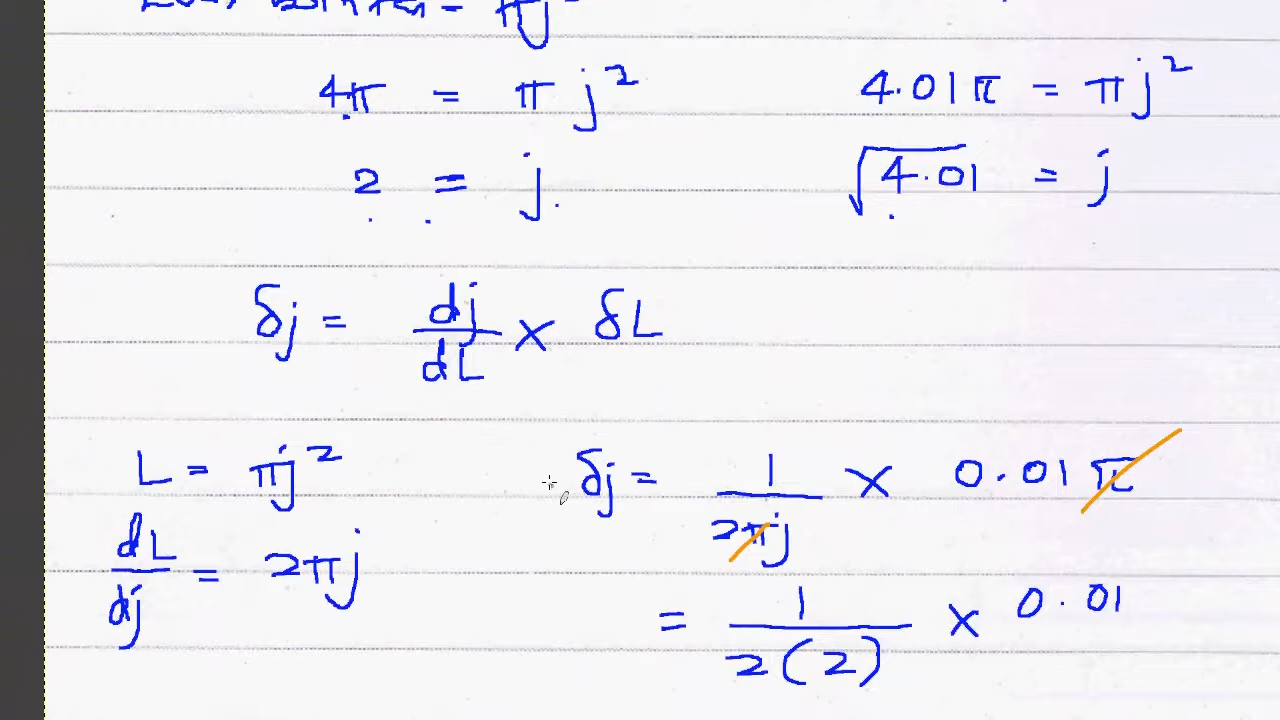 = πj²
4π = π j²    4.01π = πj²
2 = j    √4.01 = j
δj = dj/dL × δL
L = πj²    δj = 1/2πj × 0.01π
dL/dj = 2πj
= 1/2(2) × 0.01